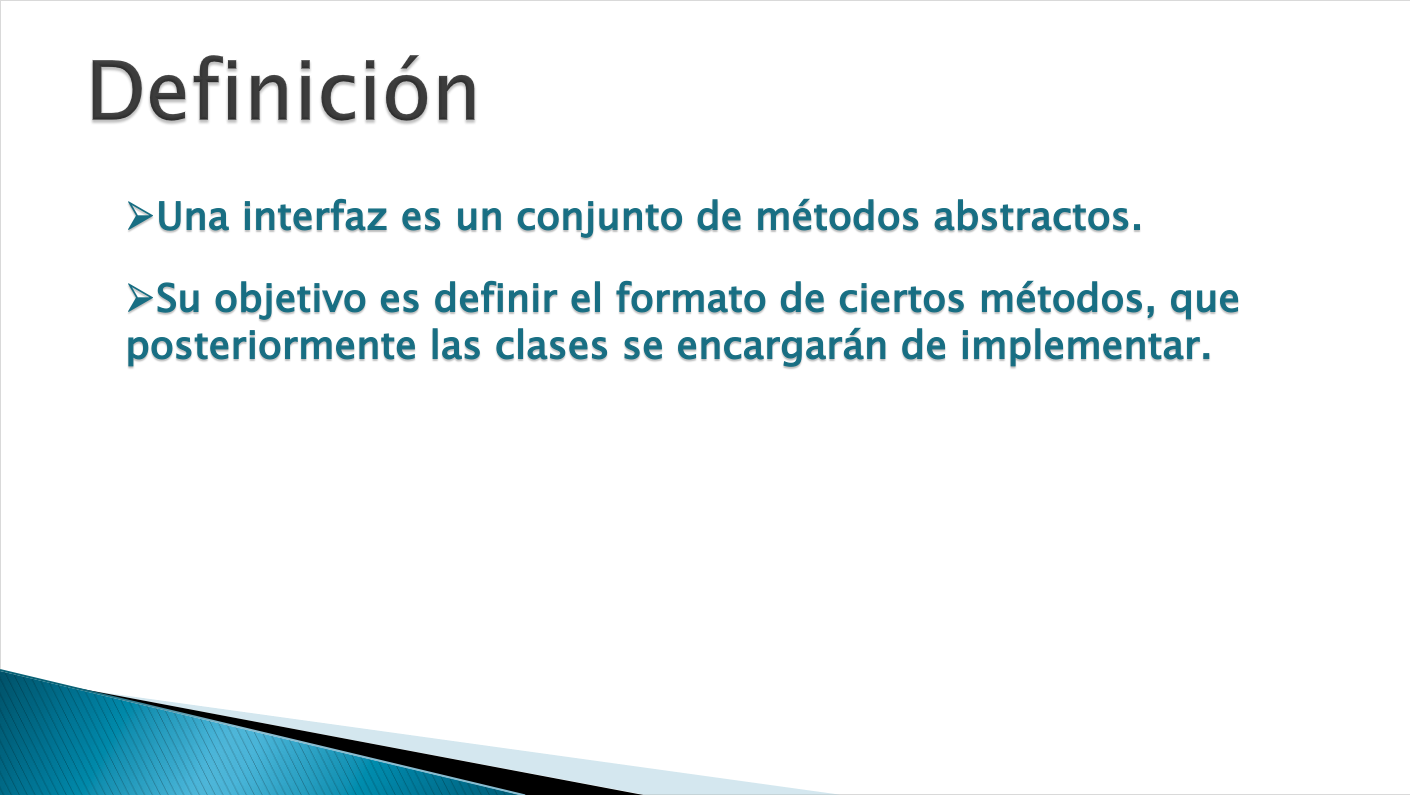 Definición
➢Una interfaz es un conjunto de métodos abstractos.
➢Su objetivo es definir el formato de ciertos métodos, que
posteriormente las clases se encargarán de implementar.